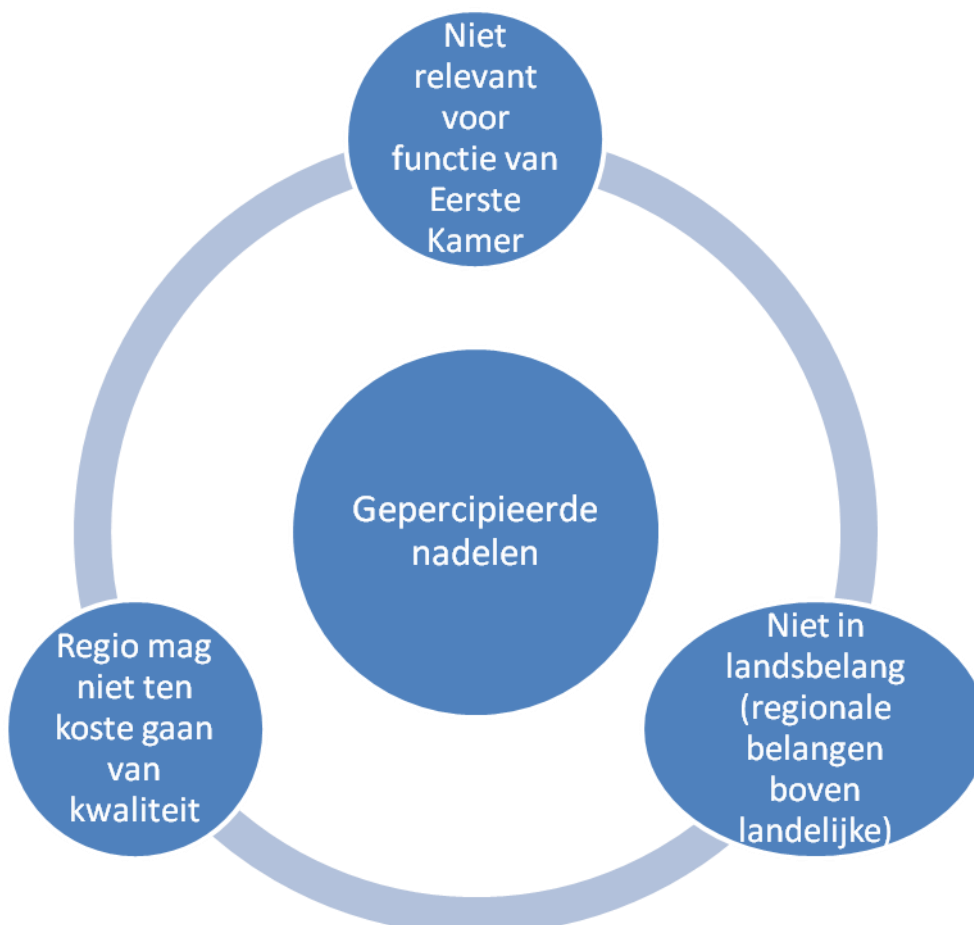 Niet
relevant
voor
functie van
Eerste
Kamer
Gepercipieerde
nadelen
Regio mag
niet ten
koste gaan
van
kwaliteit
Niet in
landsbelang
(regionale
belangen
boven
landelijke)